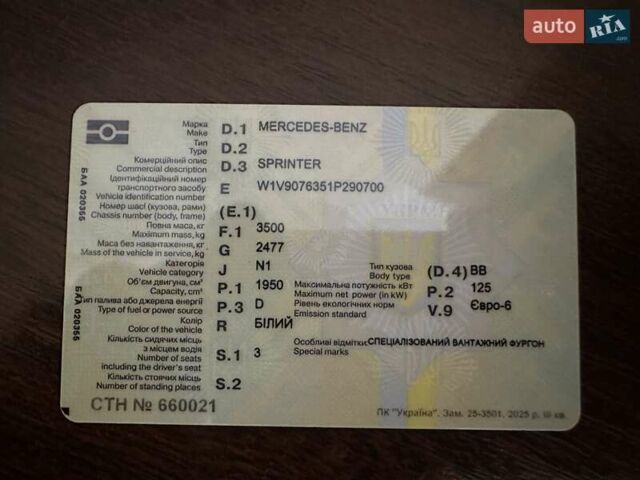 auto RIA.com
Марка
Make D.1 MERCEDES-BENZ
Тип
Type D.2
Комерційний опис
Commercial description D.3 SPRINTER
Ідентифікаційний номер
транспортного засобу E W1V9076351P290700
Vehicle identification number
Номер шасі (кузова, рами) (E.1)
Chassis number (body, frame)
Повна маса, кг F.1 3500
Maximum mass, kg
Маса без навантаження, кг G 2477
Mass of the vehicle in service, kg
Категорія J N1 Тип кузова (D.4) BB
Vehicle category Body type
Об'єм двигуна, см³ P.1 1950 Максимальна потужність кВт P.2 125
Capacity, cm³ Maximum net power (in kW)
Тип палива або джерела енергії P.3 D Рівень екологічних норм V.9 Євро-6
Type of fuel or power source Emission standard
Колір R БІЛИЙ
Color of the vehicle
Кількість сидячих місць Особливі відмітки: СПЕЦІАЛІЗОВАНИЙ ВАНТАЖНИЙ ФУРГОН
з місцем водія S.1 3 Special marks
Number of seats
including the driver's seat
Кількість стоячих місць S.2
Number of standing places
СТН № 660021
ПК "Україна". Зам. 25-3501, 2025 р. III кв.
БАА 020355
БАА 020355